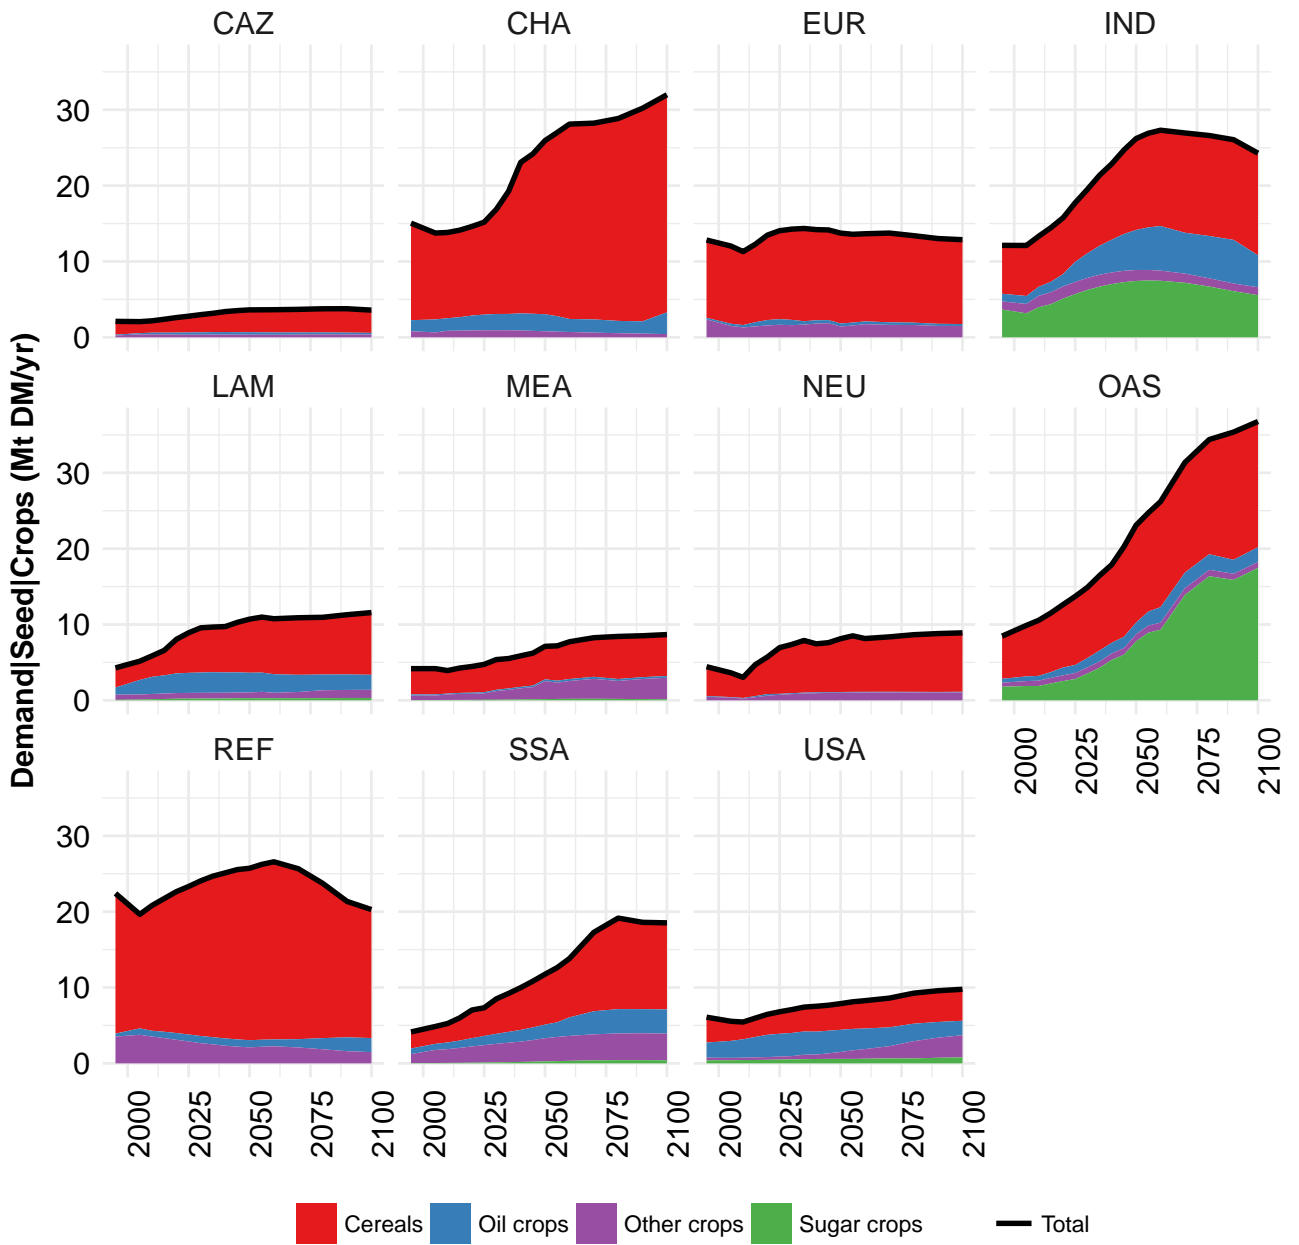 CAZ CHA EUR IND
30
20
10
0
LAM MEA NEU OAS
30
20
10
0
2000 2025 2050 2075 2100
REF SSA USA
30
20
10
0
2000 2025 2050 2075 2100 2000 2025 2050 2075 2100 2000 2025 2050 2075 2100
Demand|Seed|Crops (Mt DM/yr)
Cereals Oil crops Other crops Sugar crops Total